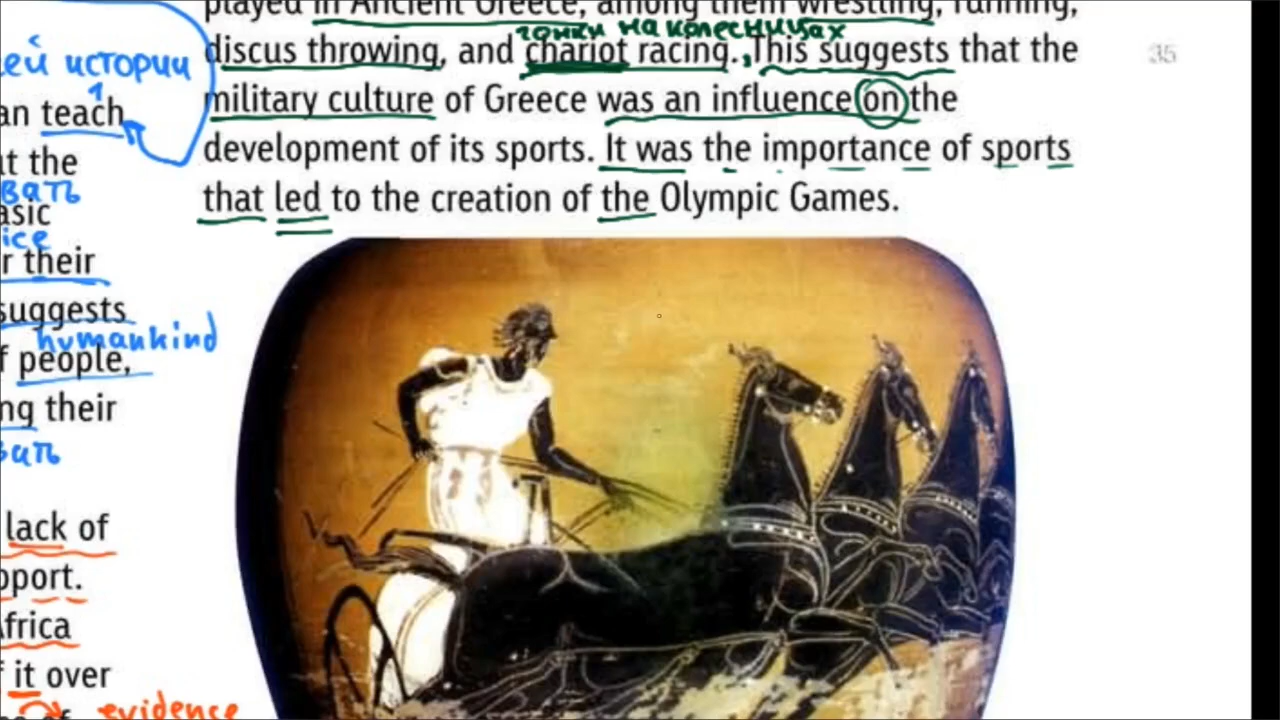 played in Ancient Greece, among them wrestling, running,
гонки на колесницах
discus throwing, and chariot racing. This suggests that the
military culture of Greece was an influence on the
development of its sports. It was the importance of sports
that led to the creation of the Olympic Games.
35
ей истории
an teach
t the
вать
asic
ice
r their
suggests
humankind
f people,
ng their
вать
lack of
pport.
Africa
f it over
evidence